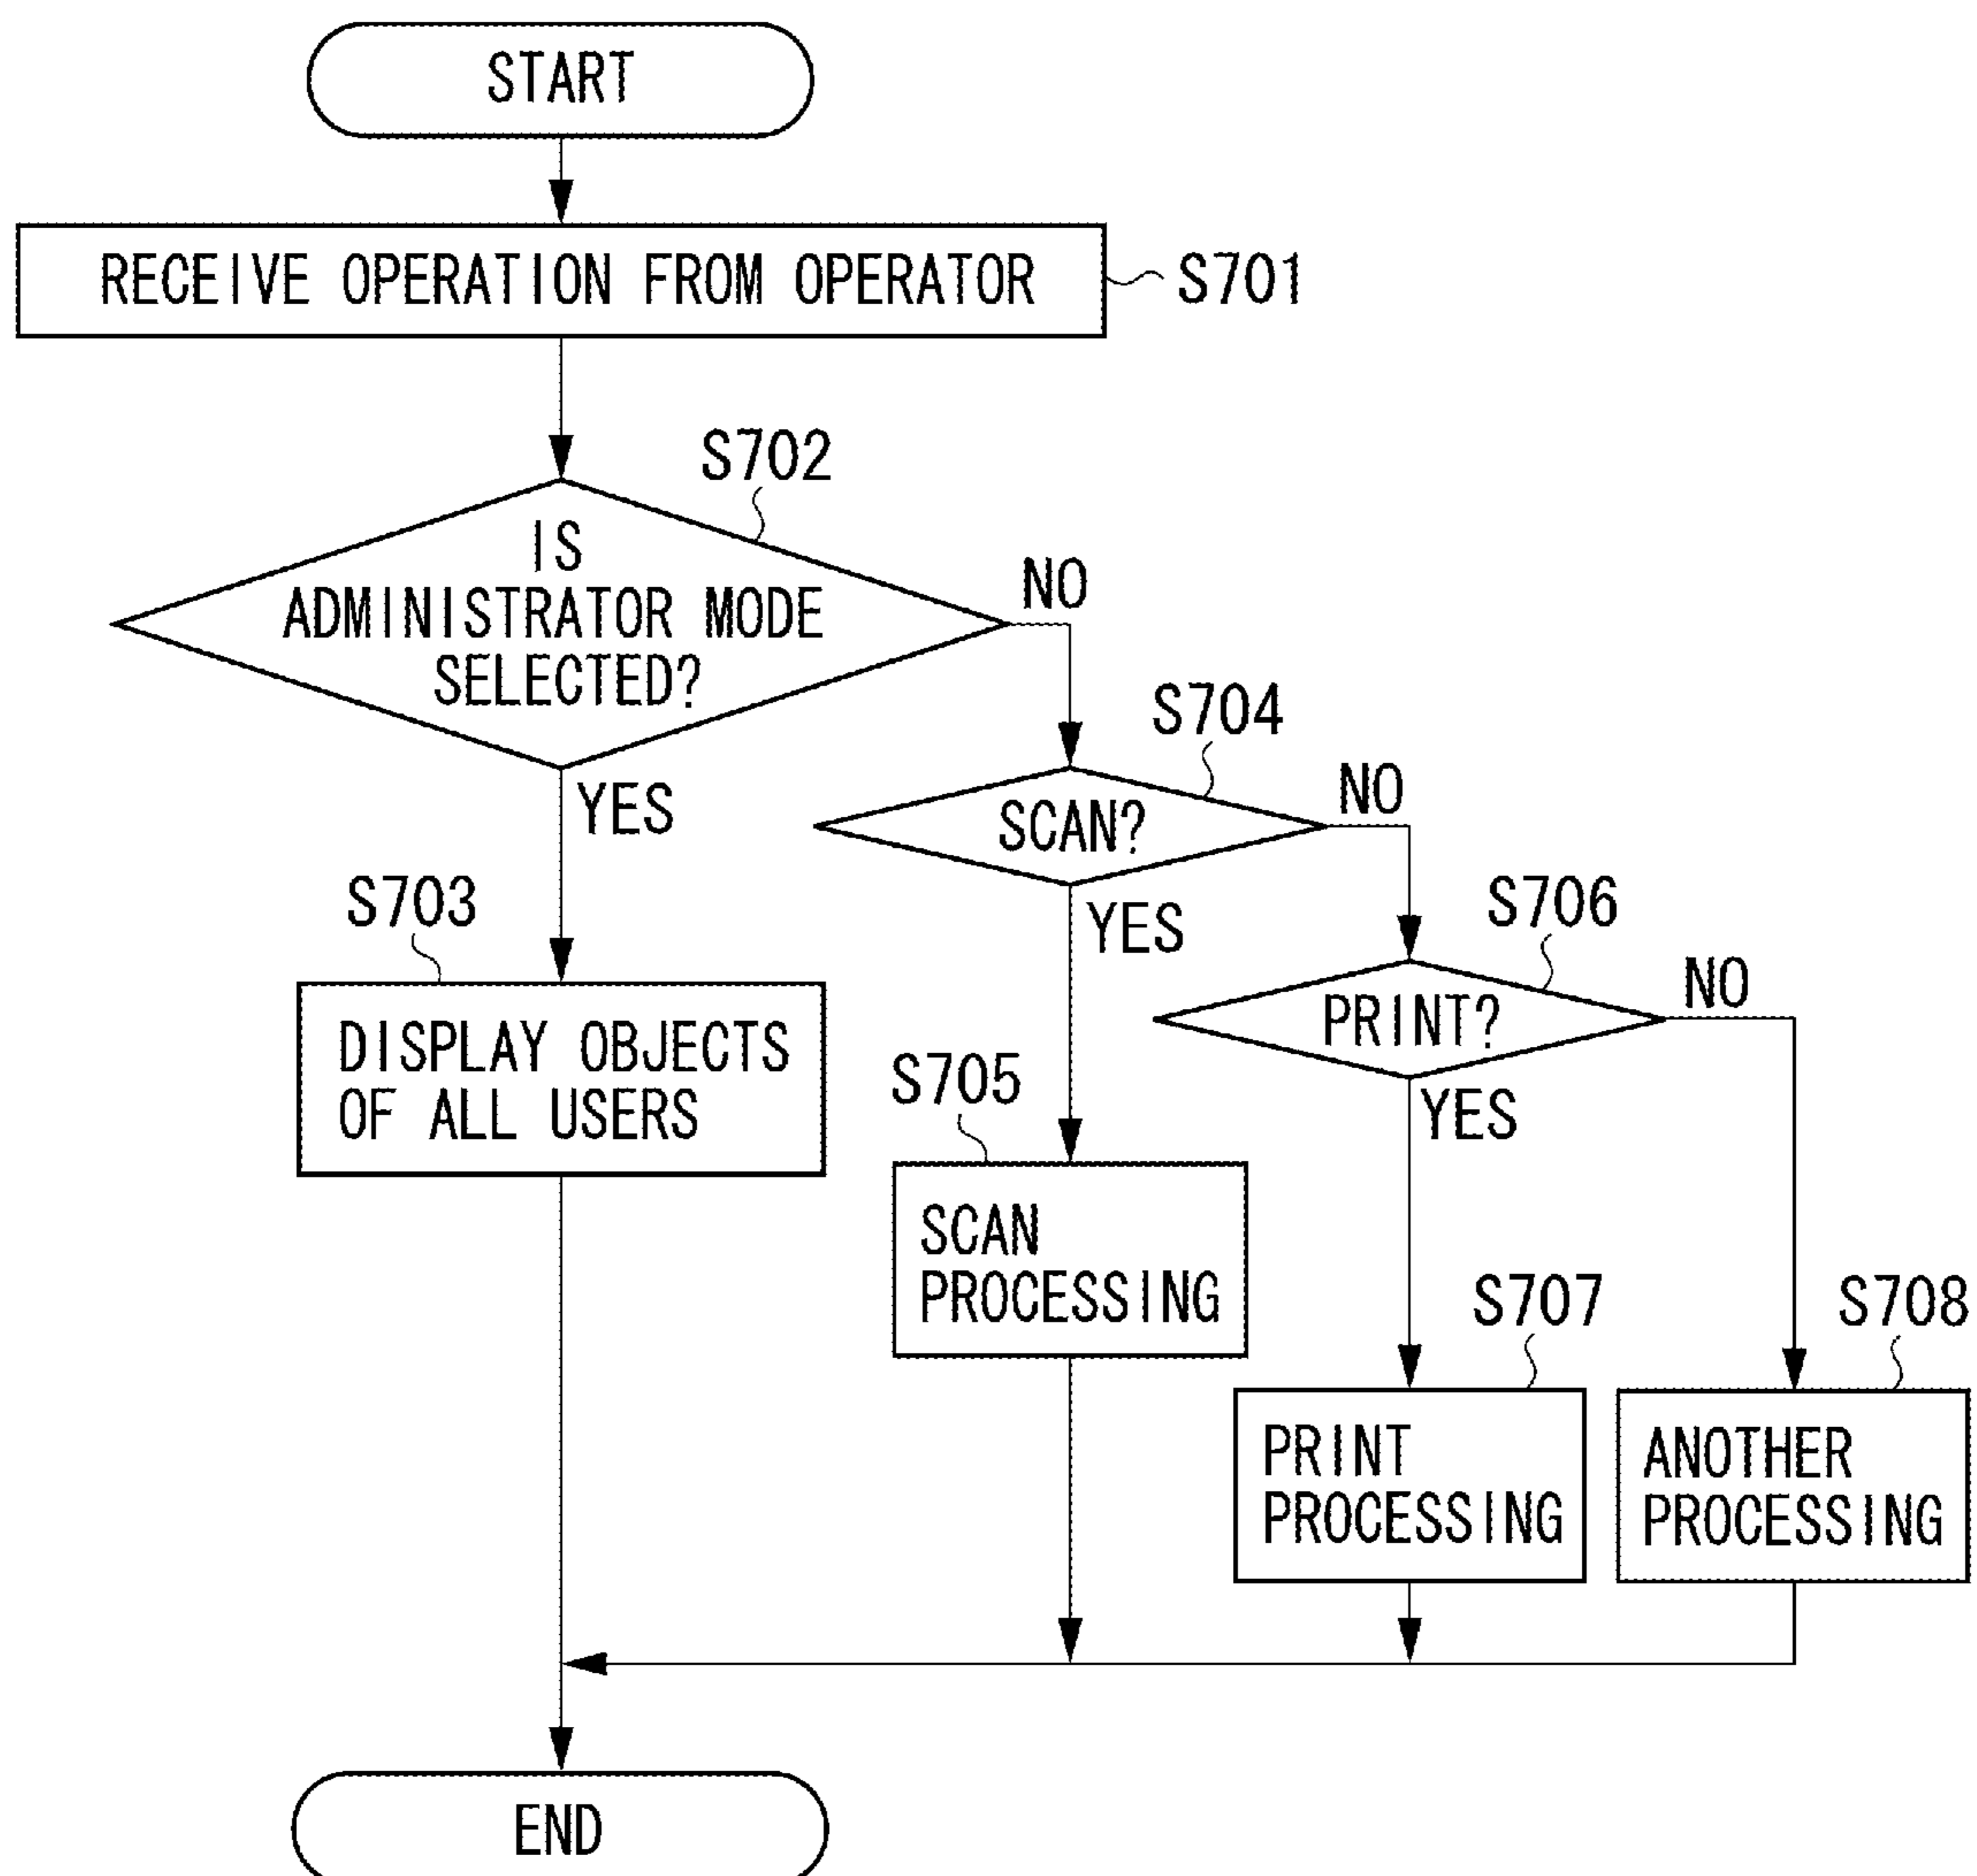 START
RECEIVE OPERATION FROM OPERATOR
S701
S702
IS
ADMINISTRATOR MODE
SELECTED?
NO
YES
S704
SCAN?
NO
YES
S703
DISPLAY OBJECTS
OF ALL USERS
S706
PRINT?
NO
YES
S705
SCAN
PROCESSING
S707
PRINT
PROCESSING
S708
ANOTHER
PROCESSING
END